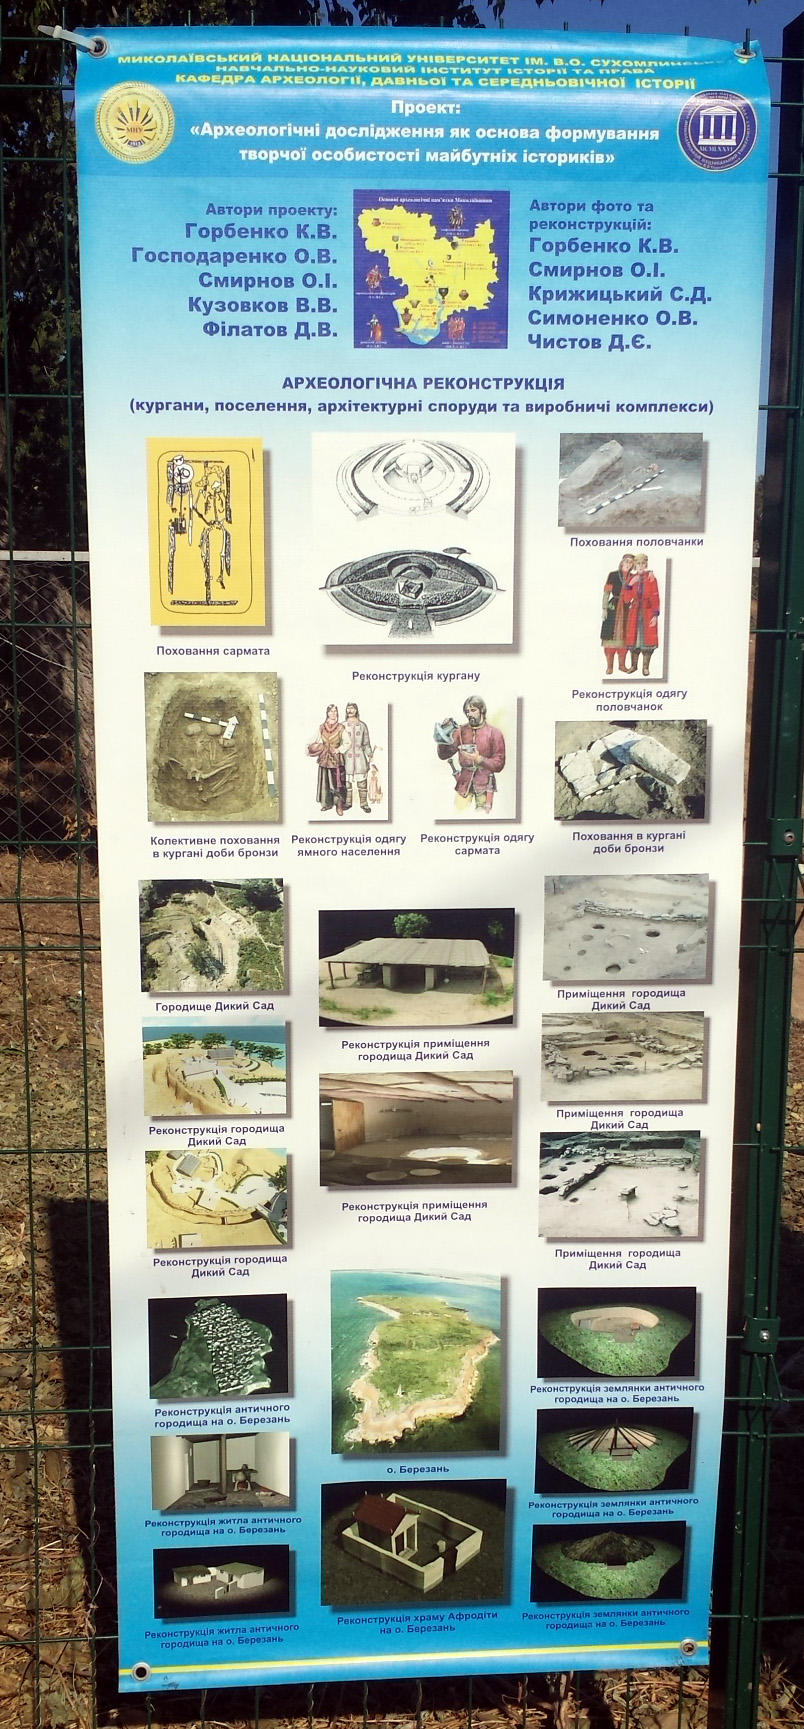 МИКОЛАЇВСЬКИЙ НАЦІОНАЛЬНИЙ УНІВЕРСИТЕТ ІМ. В.О.
НАВЧАЛЬНО-НАУКОВИЙ ІНСТИТУТ ІСТОРІЇ ТА ПРАВА
КАФЕДРА АРХЕОЛОГІЇ, ДАВНЬОЇ ТА СЕРЕДНЬОВІЧНОЇ ІСТОРІЇ
Проект:
«Археологічні дослідження як основа формування
творчої особистості майбутніх істориків»
МНУ
MCMLXXVI
Автори проекту:
Горбенко К.В.
Господаренко О.В.
Смирнов О.І.
Кузовков В.В.
Філатов Д.В.
Основні археологічні пам'ятки Миколаївщини
Автори фото та
реконструкцій:
Горбенко К.В.
Смирнов О.І.
Крижицький С.Д.
Симоненко О.В.
Чистов Д.Є.
АРХЕОЛОГІЧНА РЕКОНСТРУКЦІЯ
(кургани, поселення, архітектурні споруди та виробничі комплекси)
Поховання сармата
Реконструкція кургану
Поховання половчанки
Реконструкція одягу
половчанок
Колективне поховання
в кургані доби бронзи
Реконструкція одягу
ямного населення
Реконструкція одягу
сармата
Поховання в кургані
доби бронзи
Городище Дикий Сад
Реконструкція приміщення
городища Дикий Сад
Приміщення городища
Дикий Сад
Реконструкція городища
Дикий Сад
Приміщення городища
Дикий Сад
Реконструкція приміщення
городища Дикий Сад
Реконструкція городища
Дикий Сад
Приміщення городища
Дикий Сад
Реконструкція античного
городища на о. Березань
о. Березань
Реконструкція землянки античного
городища на о. Березань
Реконструкція житла античного
городища на о. Березань
Реконструкція землянки античного
городища на о. Березань
Реконструкція житла античного
городища на о. Березань
Реконструкція храму Афродіти
на о. Березань
Реконструкція землянки античного
городища на о. Березань